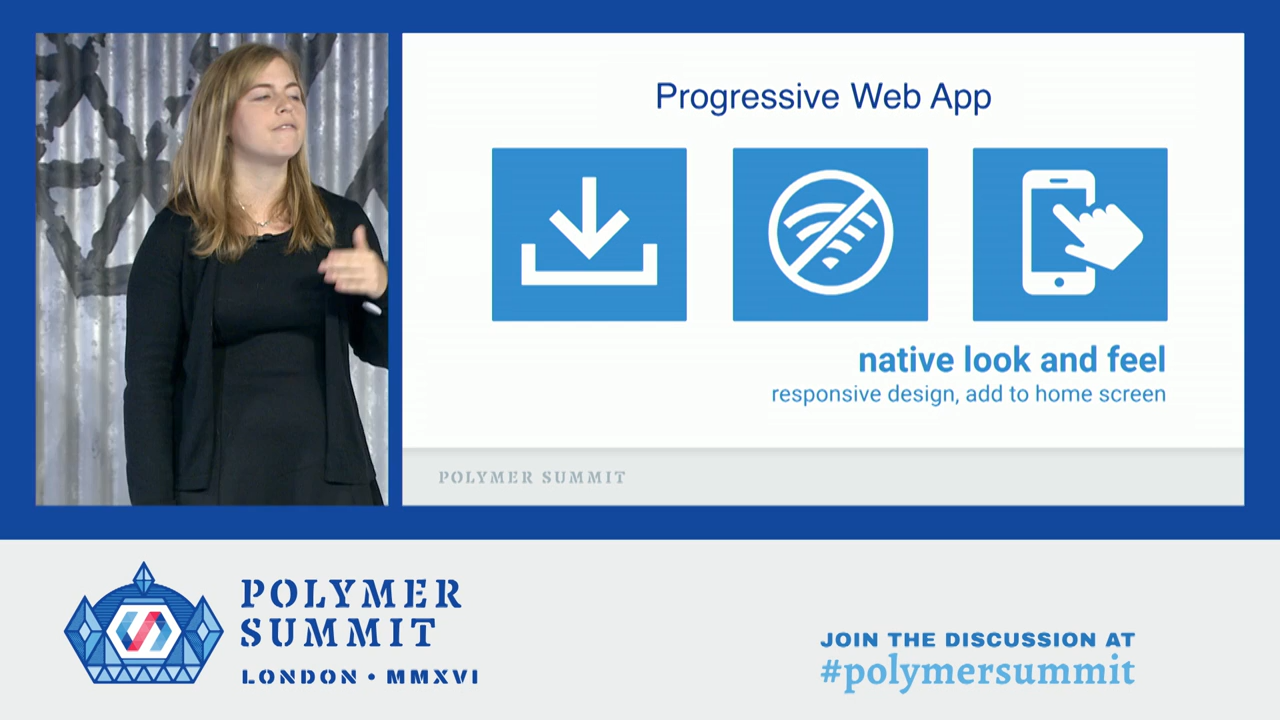 Progressive Web App
native look and feel
responsive design, add to home screen
POLYMER SUMMIT
POLYMER
SUMMIT
LONDON • MMXVI
JOIN THE DISCUSSION AT
#polymersummit